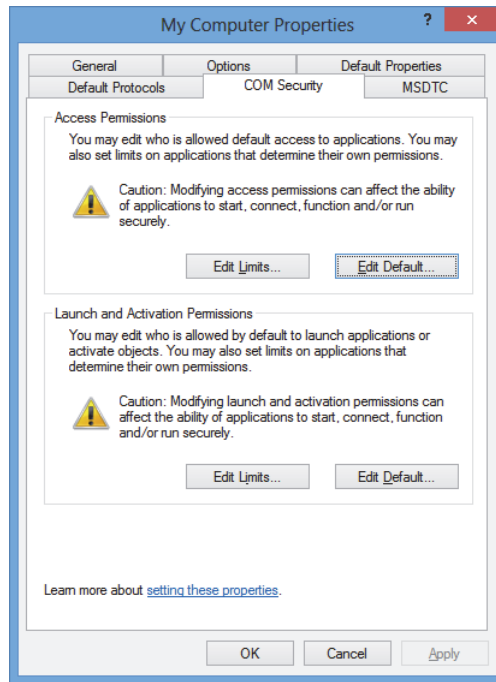 My Computer Properties
?
×
General Options Default Properties
Default Protocols COM Security MSDTC
Access Permissions
You may edit who is allowed default access to applications. You may
also set limits on applications that determine their own permissions.
Caution: Modifying access permissions can affect the ability
of applications to start, connect, function and/or run
securely.
Edit Limits... Edit Default...
Launch and Activation Permissions
You may edit who is allowed by default to launch applications or
activate objects. You may also set limits on applications that
determine their own permissions.
Caution: Modifying launch and activation permissions can
affect the ability of applications to start, connect, function
and/or run securely.
Edit Limits... Edit Default...
Learn more about setting these properties.
OK Cancel Apply